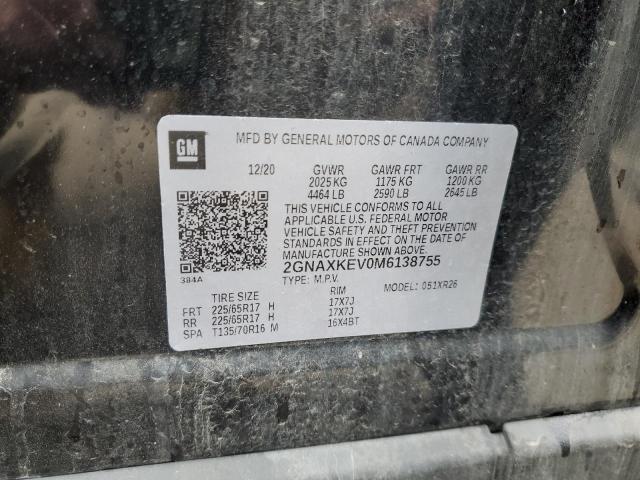 GM
MFD BY GENERAL MOTORS OF CANADA COMPANY
12/20 GVWR GAWR FRT GAWR RR
2025 KG 1175 KG 1200 KG
4464 LB 2590 LB 2645 LB
THIS VEHICLE CONFORMS TO ALL
APPLICABLE U.S. FEDERAL MOTOR
VEHICLE SAFETY AND THEFT PREVENTION
STANDARDS IN EFFECT ON THE DATE OF
MANUFACTURE SHOWN ABOVE.
2GNAXKEV0M6138755
384A
TYPE: M.P.V. MODEL: 051XR26
TIRE SIZE RIM
FRT 225/65R17 H 17X7J
RR 225/65R17 H 17X7J
SPA T135/70R16 M 16X4BT